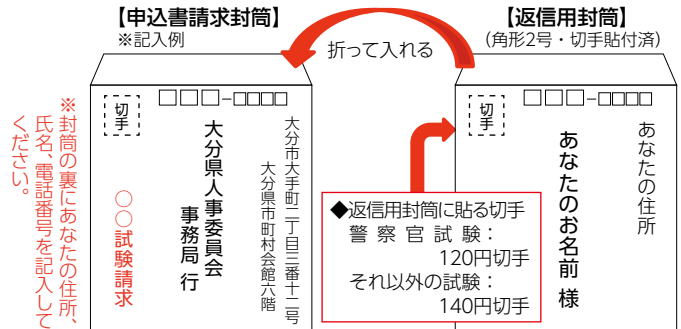 【申込書請求封筒】
※記入例
折って入れる
【返信用封筒】
(角形2号・切手貼付済)
※封筒の裏にあなたの住所、
氏名、電話番号を記入して
ください。
切手
大分市大手町二丁目三番十二号
大分県市町村会館六階
大分県人事委員会
事務局 行
○○試験請求
切手
あなたの住所
あなたのお名前 様
◆返信用封筒に貼る切手
警察官試験：
120円切手
それ以外の試験：
140円切手